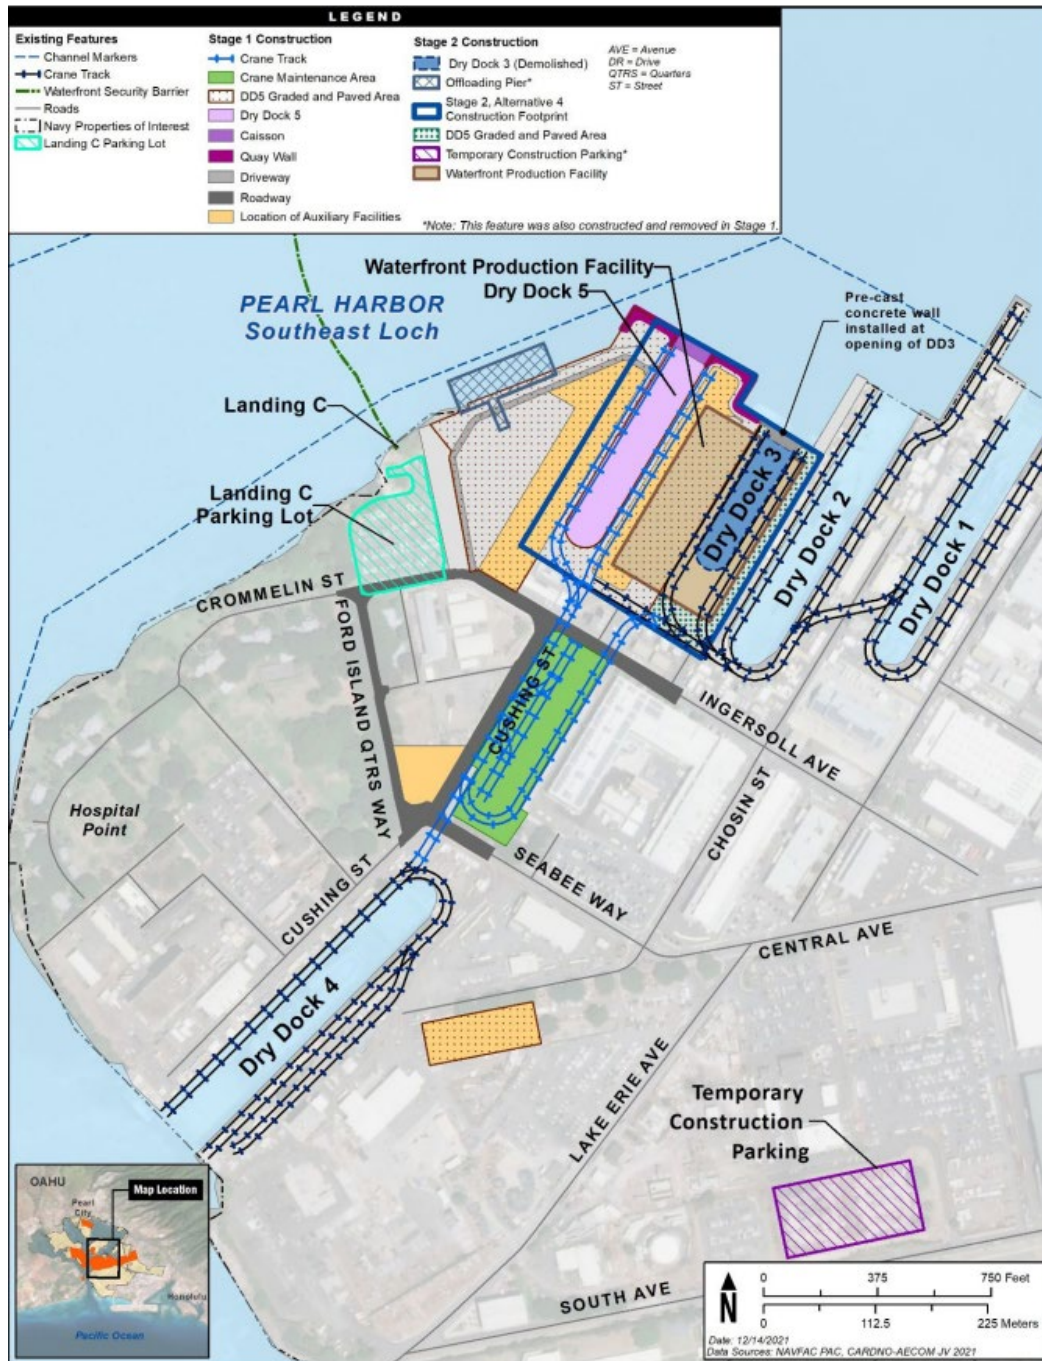 LEGEND
Existing Features
Channel Markers
Crane Track
Waterfront Security Barrier
Roads
Navy Properties of Interest
Landing C Parking Lot
Stage 1 Construction
Crane Track
Crane Maintenance Area
DD5 Graded and Paved Area
Dry Dock 5
Caisson
Quay Wall
Driveway
Roadway
Location of Auxiliary Facilities
Stage 2 Construction
Dry Dock 3 (Demolished)
Offloading Pier*
Stage 2, Alternative 4
Construction Footprint
DD5 Graded and Paved Area
Temporary Construction Parking*
Waterfront Production Facility
AVE = Avenue
DR = Drive
QTRS = Quarters
ST = Street
*Note: This feature was also constructed and removed in Stage 1.
PEARL HARBOR
Southeast Loch
Waterfront Production Facility
Dry Dock 5
Pre-cast
concrete wall
installed at
opening of DD3
Landing C
Landing C
Parking Lot
Dry Dock 3
Dry Dock 2
Dry Dock 1
CROMMELIN ST
FORD ISLAND QTRS WAY
CUSHING ST
INGERSOLL AVE
CHOSIN ST
Hospital
Point
CUSHING ST
SEABEE WAY
CENTRAL AVE
Dry Dock 4
LAKE ERIE AVE
Temporary
Construction
Parking
SOUTH AVE
OAHU
Pearl
City
Map Location
Honolulu
Pacific Ocean
N
0 375 750 Feet
0 112.5 225 Meters
Date: 12/14/2021
Data Sources: NAVFAC PAC, CARDNO-AECOM JV 2021